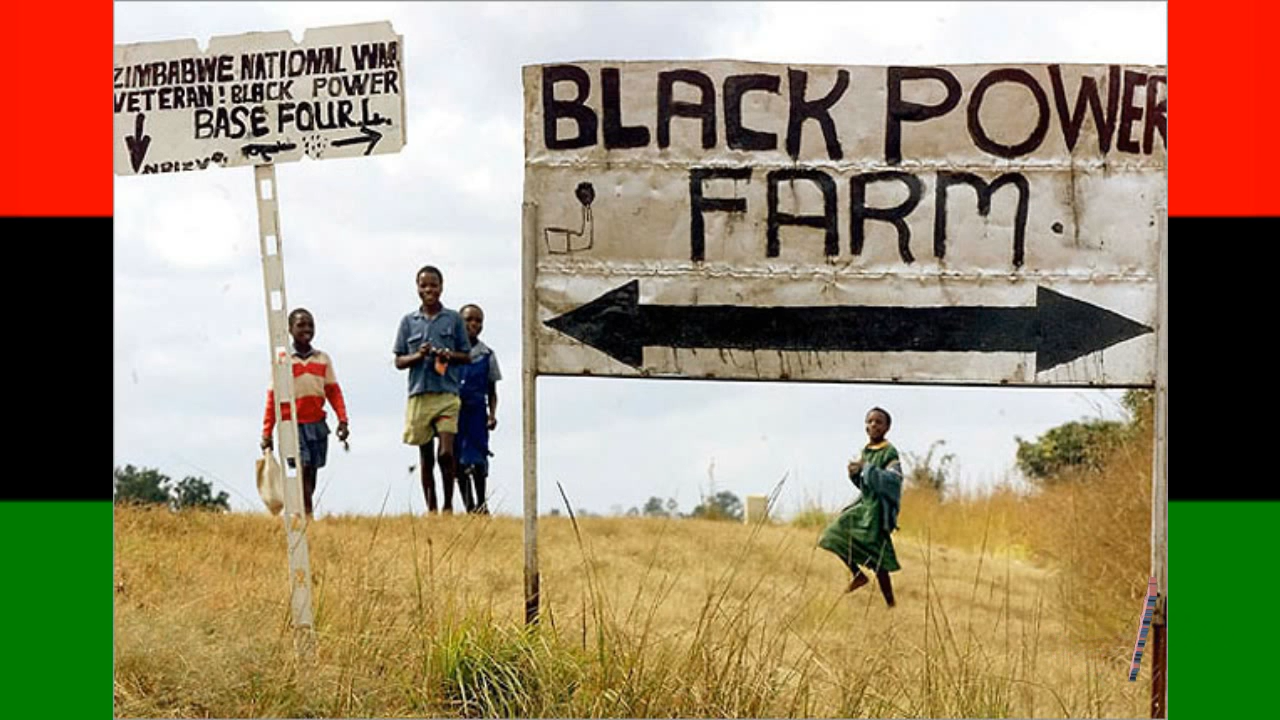 ZIMBABWE NATIONAL WAR
VETERAN! BLACK POWER
BASE FOUR
BLACK POWER
FARM.